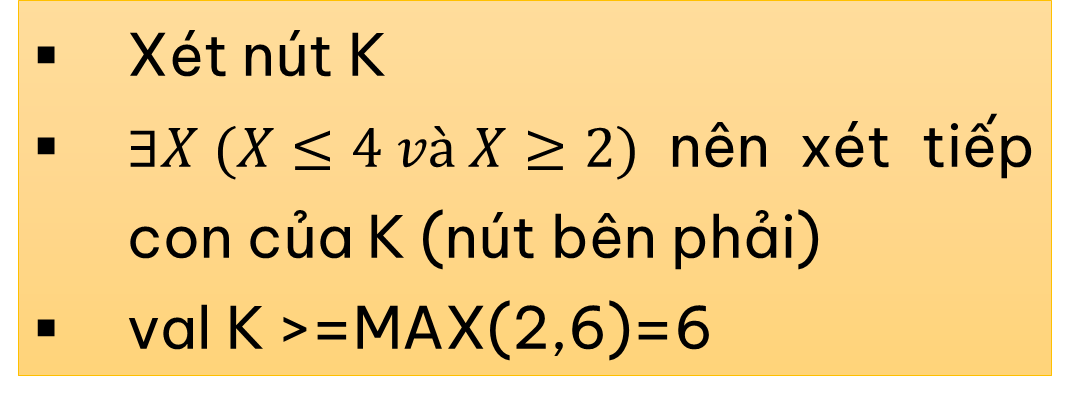 ▪ Xét nút K
▪ ∃X (X ≤ 4 và X ≥ 2) nên xét tiếp
con của K (nút bên phải)
▪ val K >=MAX(2,6)=6